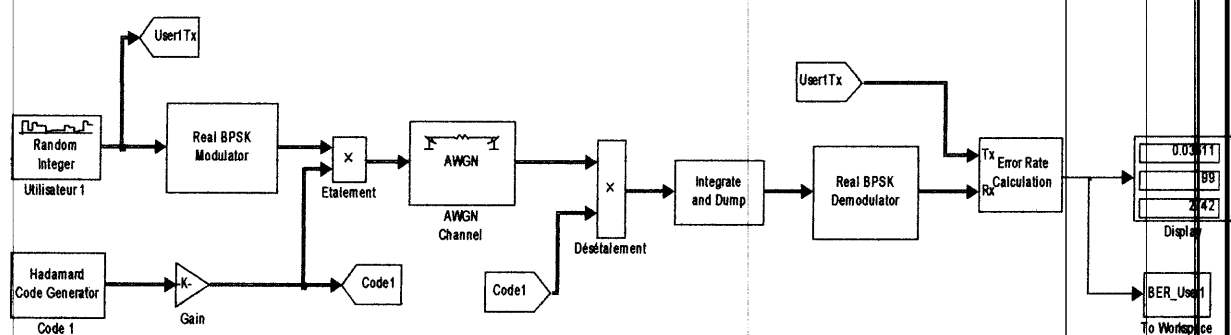 User1Tx
Random
Integer
Utilisateur 1
Real BPSK
Modulator
×
Etalement
AWGN
AWGN
Channel
×
Désétalement
Integrate
and Dump
Real BPSK
Demodulator
User1Tx
Tx
Rx
Error Rate
Calculation
99
Display
Hadamard
Code Generator
Code 1
-K-
Gain
Code1
Code1
BER_User1
To Workspace